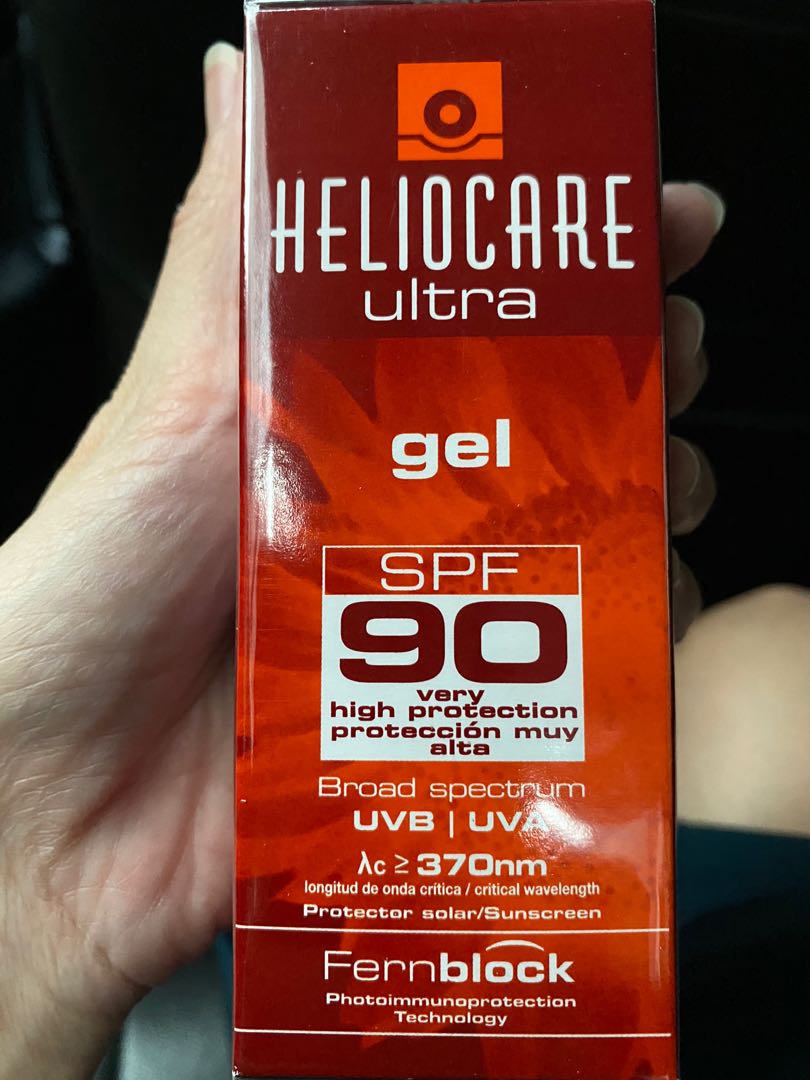 HELIOCARE
ultra
gel
SPF
90
very
high protection
protección muy
alta
Broad spectrum
UVB | UVA
λc ≥ 370nm
longitud de onda crítica / critical wavelength
Protector solar/Sunscreen
Fernblock
Photoimmunoprotection
Technology